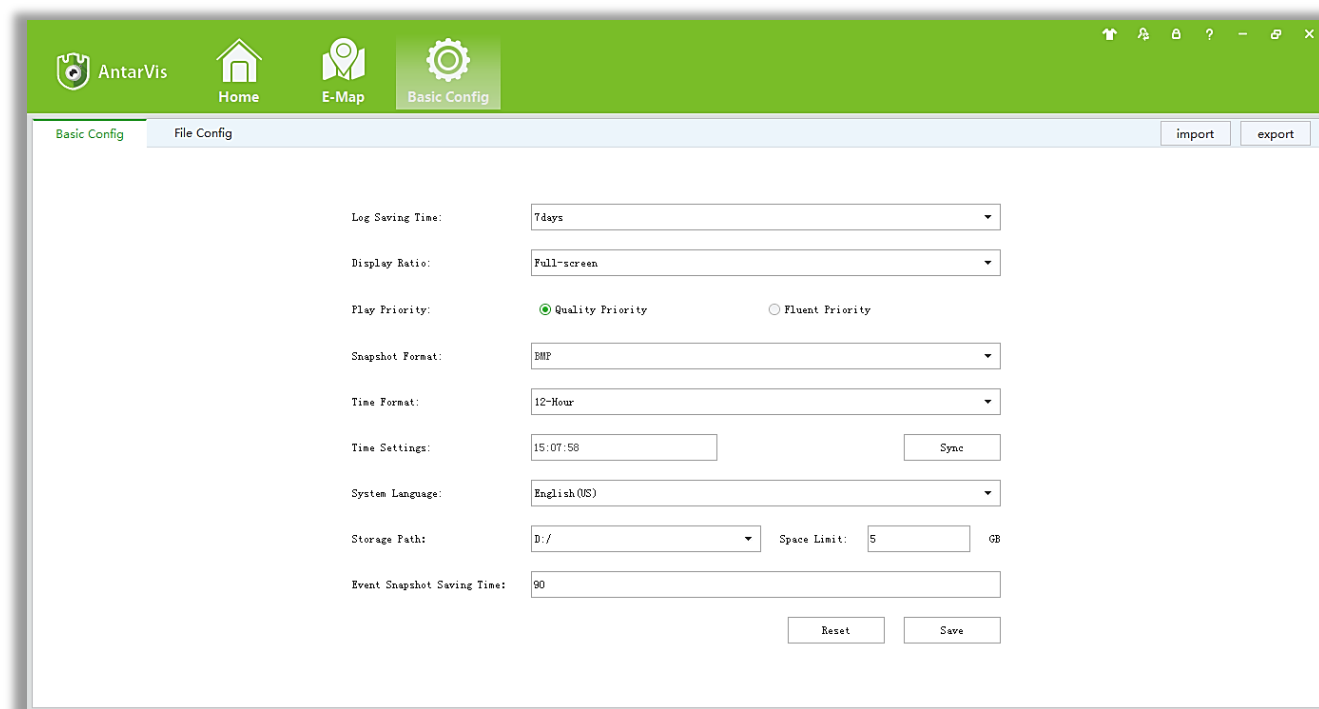 AntarVis
Home
E-Map
Basic Config
?
Basic Config
File Config
import
export
Log Saving Time:
7days
Display Ratio:
Full-screen
Play Priority:
Quality Priority
Fluent Priority
Snapshot Format:
BMP
Time Format:
12-Hour
Time Settings:
15:07:58
Sync
System Language:
English(US)
Storage Path:
D:/
Space Limit:
5
GB
Event Snapshot Saving Time:
90
Reset
Save